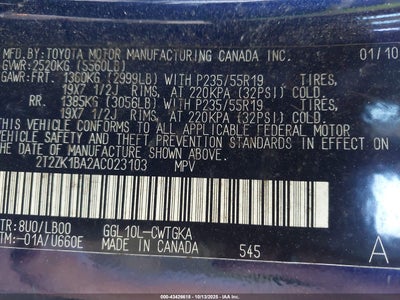 MFD.BY:TOYOTA MOTOR MANUFACTURING CANADA INC. 01/10
GVWR:2520KG (5560LB)
GAWR:FRT. 1360KG (2999LB) WITH P235/55R19 TIRES,
19X7 1/2J RIMS, AT 220KPA (32PSI) COLD.
RR. 1385KG (3056LB) WITH P235/55R19 TIRES,
19X7 1/2J RIMS, AT 220KPA (32PSI) COLD.
THIS VEHICLE CONFORMS TO ALL APPLICABLE FEDERAL MOTOR
VEHICLE SAFETY AND THEFT PREVENTION STANDARDS IN EFFECT ON
THE DATE OF MANUFACTURE SHOWN ABOVE.
2T2ZK1BA2AC023103 MPV
TR:8U0/LB00 GGL10L-CWTGKA
TM:-01A/U660E MADE IN CANADA 545 A
000-43426618 - 10/13/2025 - IAAI.COM